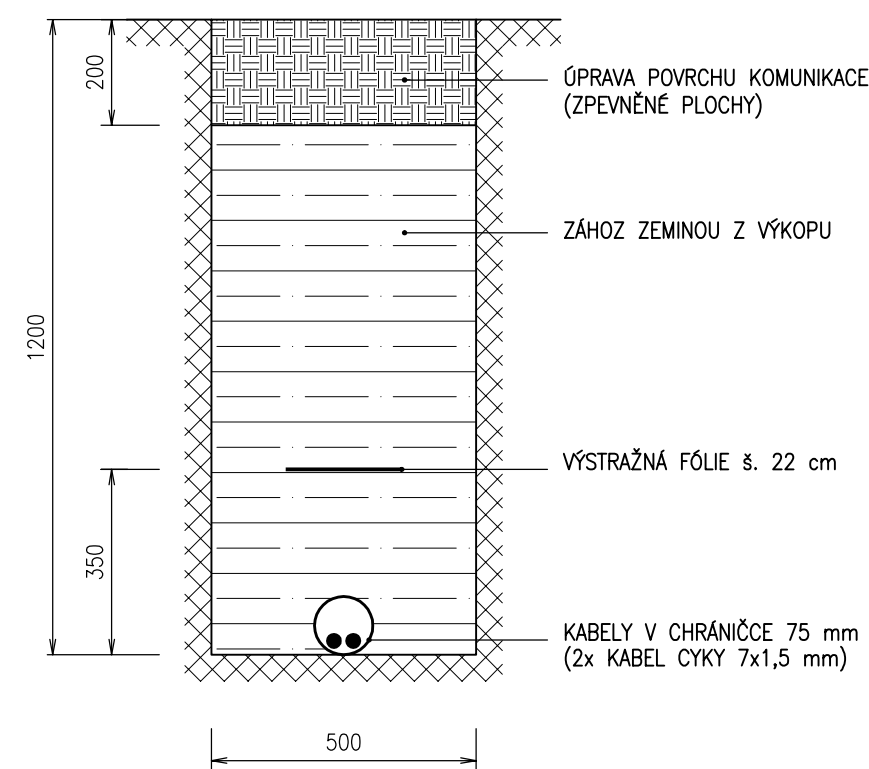 200
ÚPRAVA POVRCHU KOMUNIKACE
(ZPEVNĚNÉ PLOCHY)
ZÁHOZ ZEMINOU Z VÝKOPU
1200
VÝSTRAŽNÁ FÓLIE š. 22 cm
350
KABELY V CHRÁNIČCE 75 mm
(2x KABEL CYKY 7x1,5 mm)
500